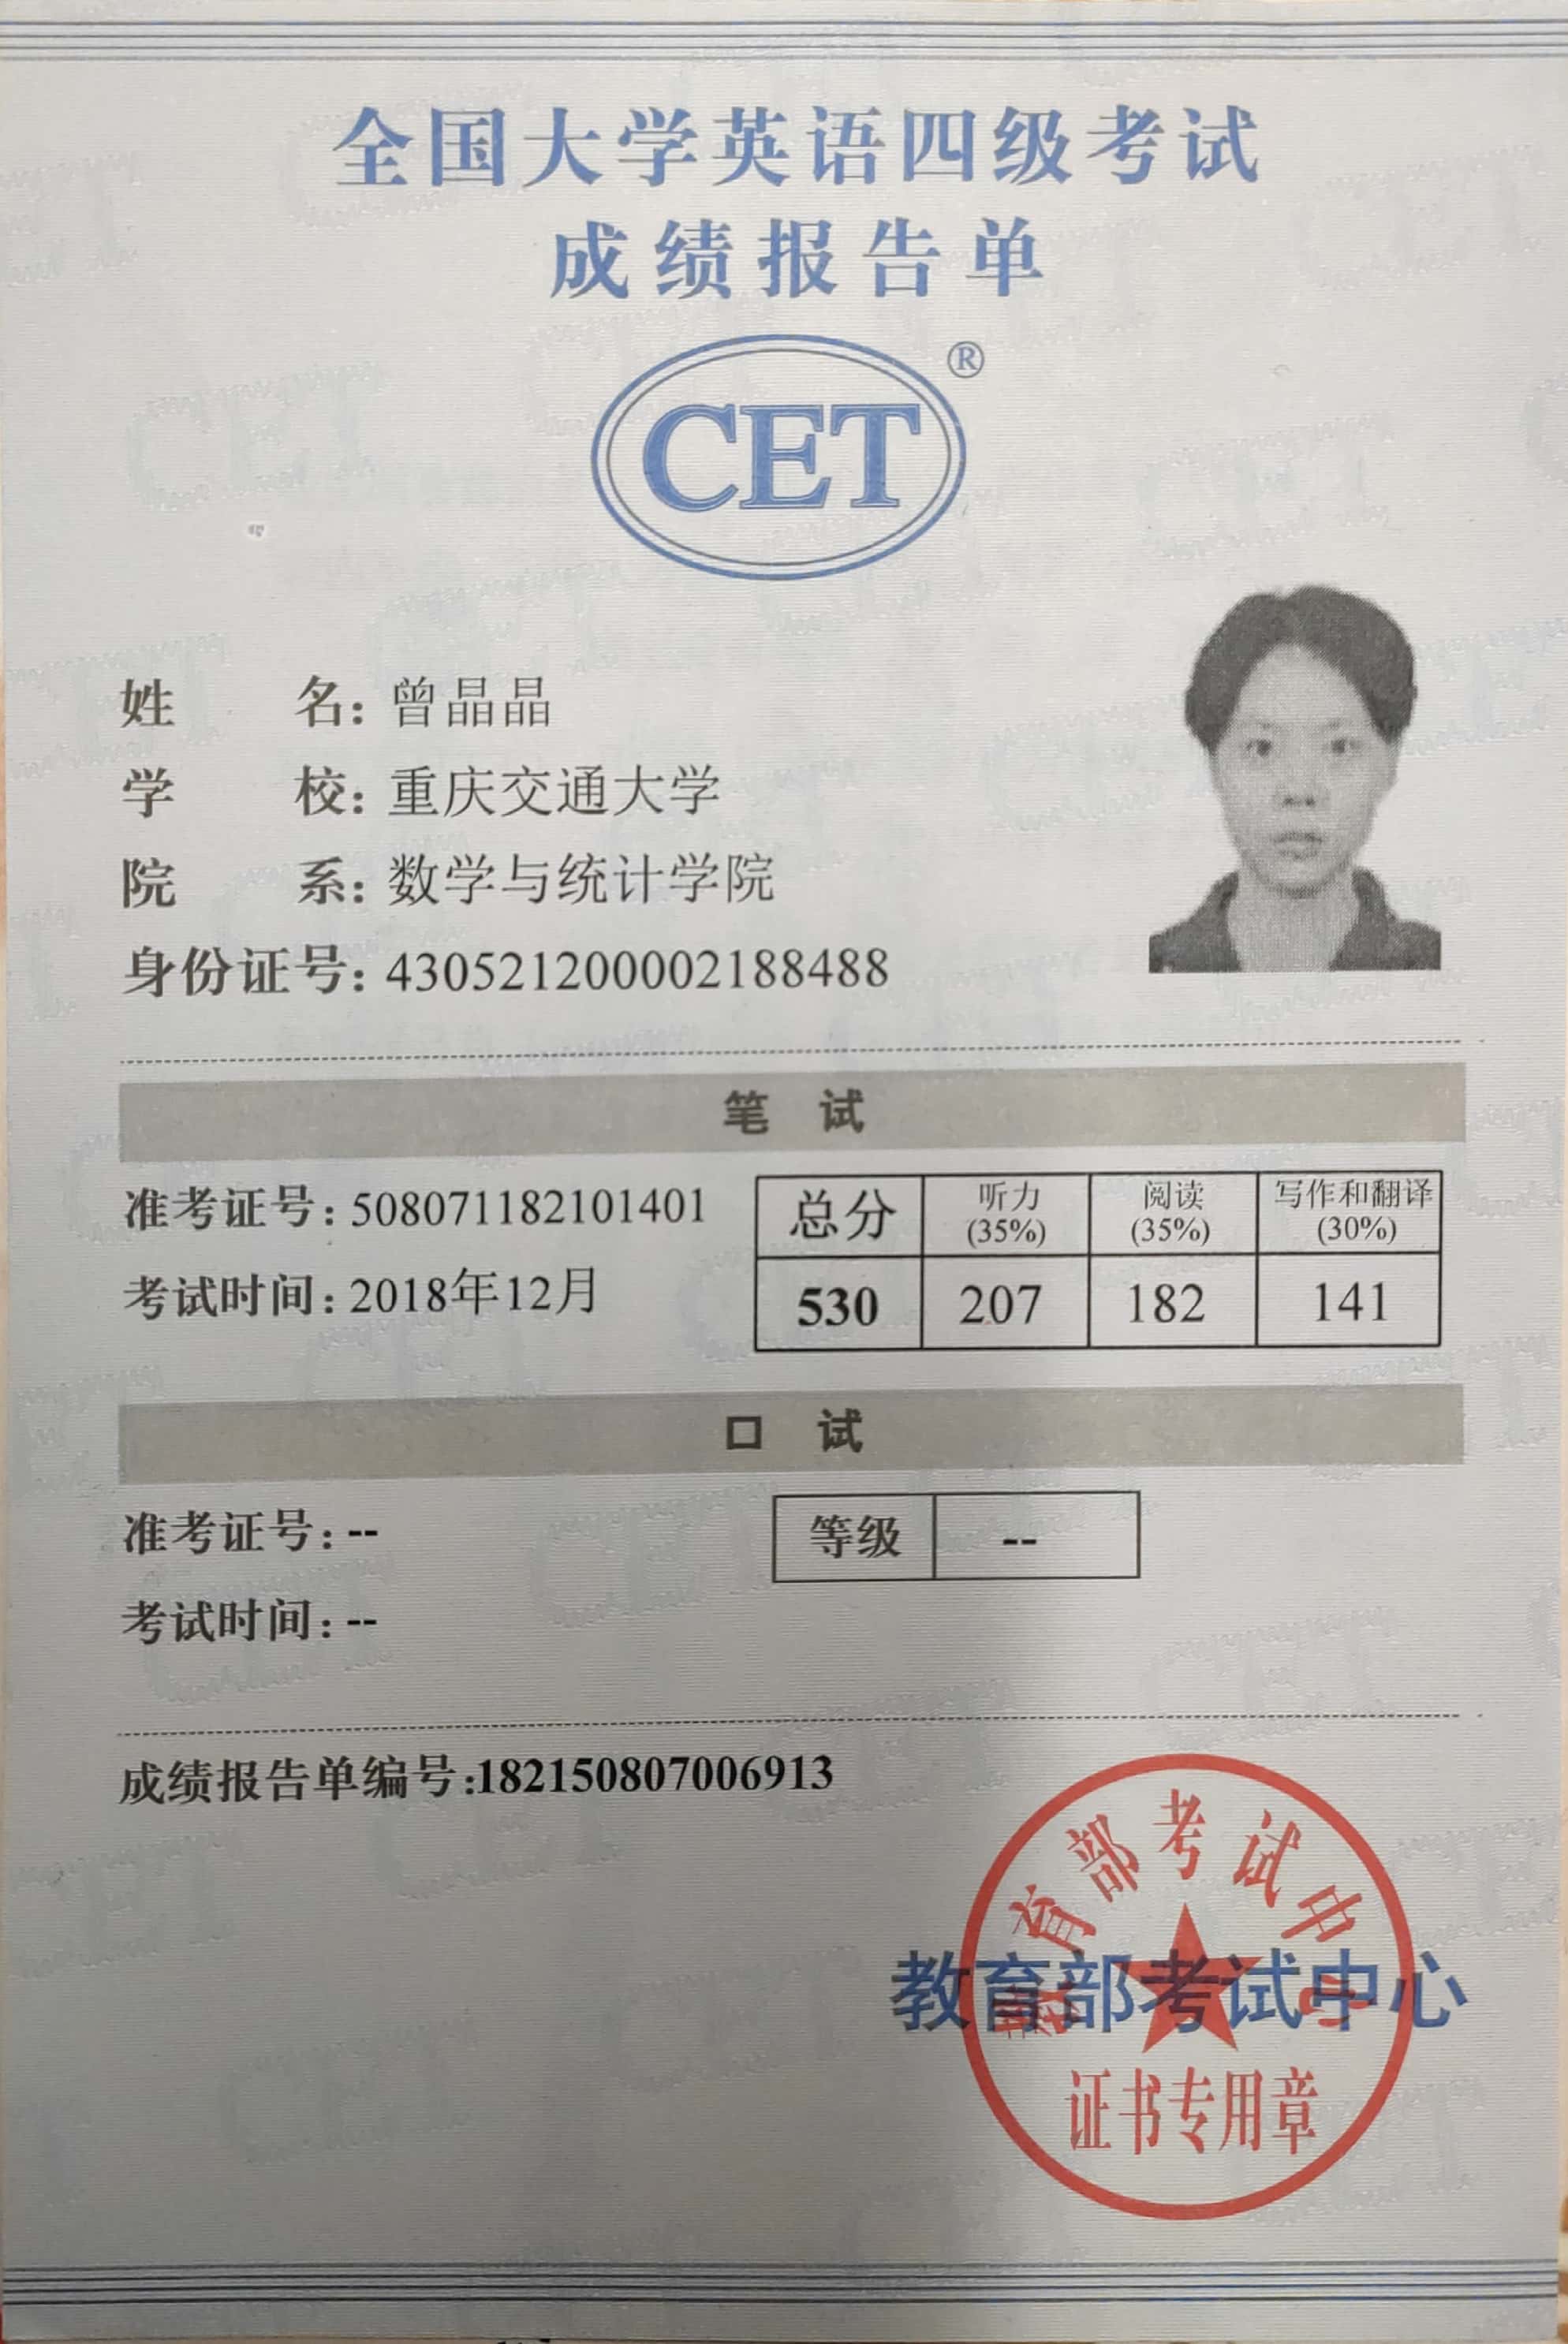 全国大学英语四级考试
成绩报告单
CET®
姓名：曾晶晶
学校：重庆交通大学
院系：数学与统计学院
身份证号：430521200002188488
笔 试
准考证号：508071182101401
考试时间：2018年12月
总分 听力 (35%) 阅读 (35%) 写作和翻译 (30%)
530 207 182 141
口 试
准考证号：--
等级 --
考试时间：--
成绩报告单编号:182150807006913
教育部考试中心
教育部考试中心
证书专用章